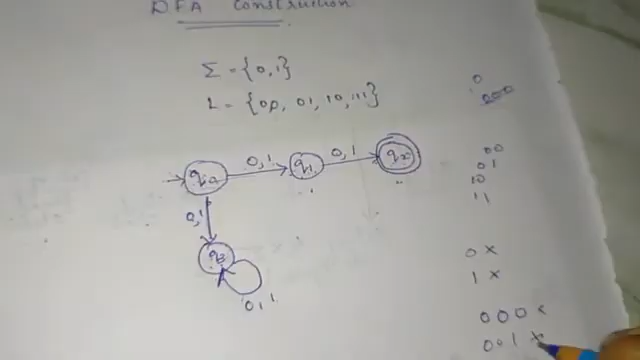 DFA Construction
Σ = {0,1}
L = {00, 01, 10, 11}
0
000
00
01
10
11
→ q0 0,1 q1 0,1 q2
0,1
q3
0,1
0 ×
1 ×
000 ×
001 ×